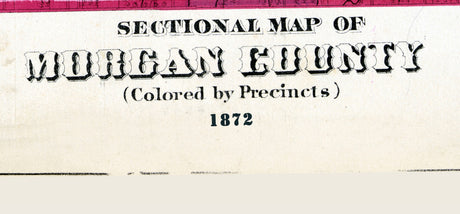 SECTIONAL MAP OF
MORGAN COUNTY
(Colored by Precincts)
1872